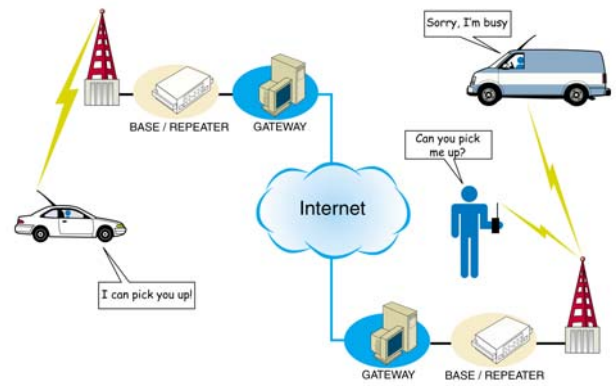 Sorry, I'm busy
BASE / REPEATER
GATEWAY
Can you pick
me up?
Internet
I can pick you up!
GATEWAY
BASE / REPEATER